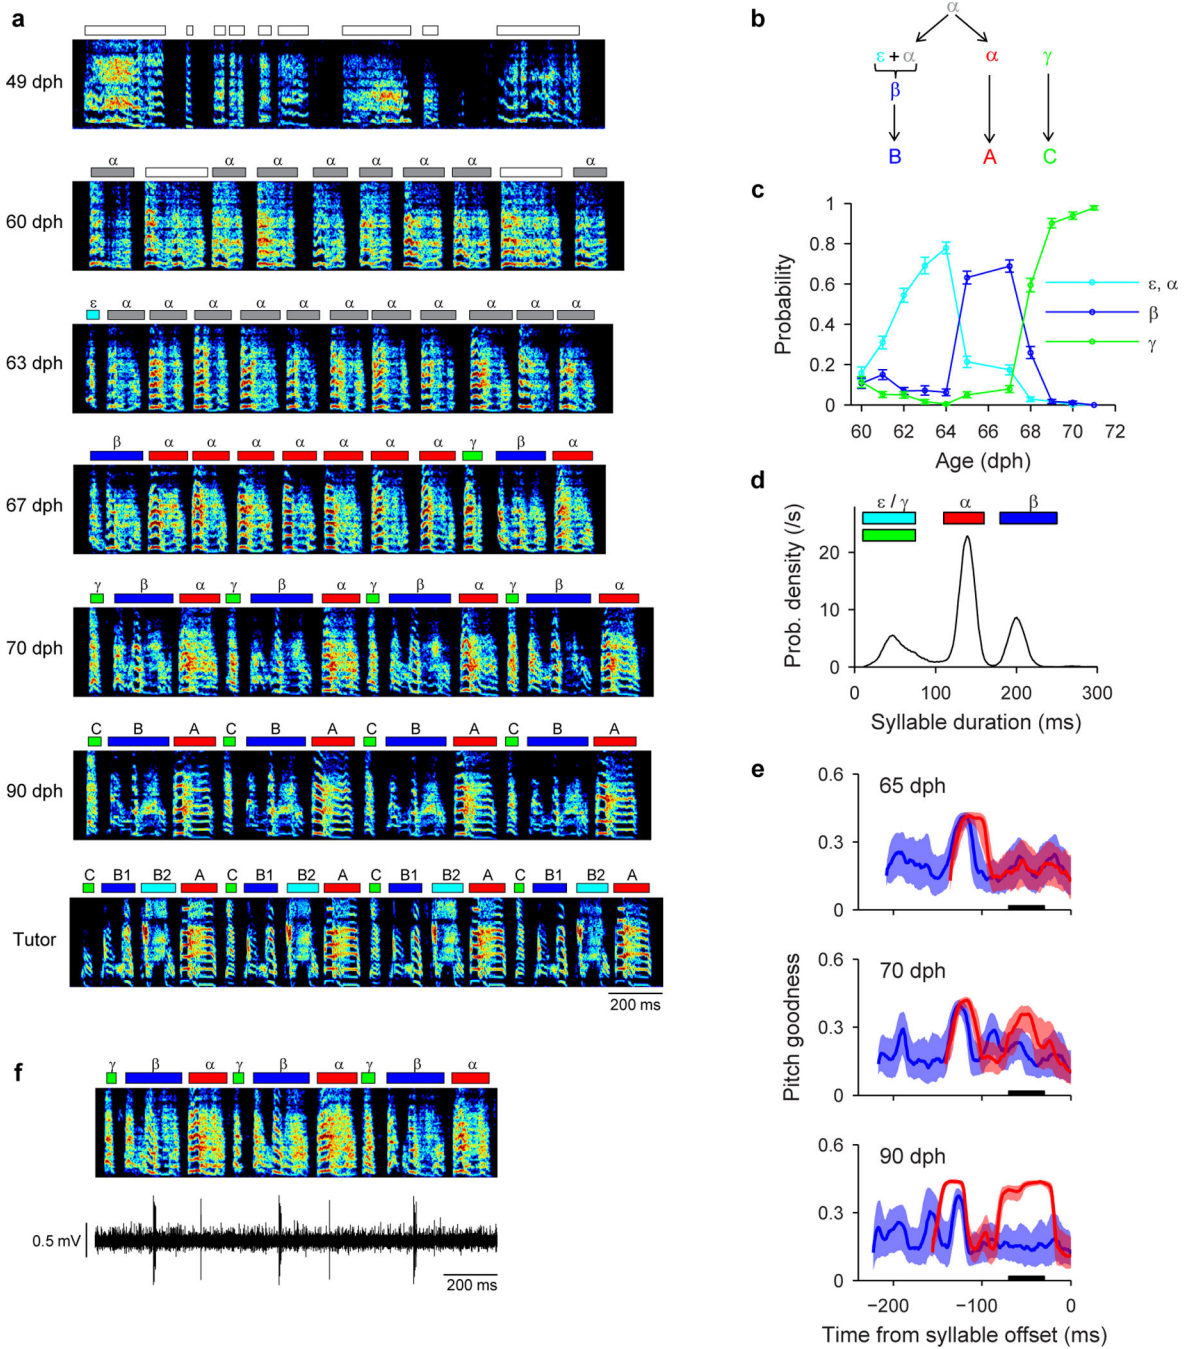 a
49 dph
α α α α α α α α
60 dph
ε α α α α α α α α α α
63 dph
β α α α α α α α γ β α
67 dph
γ β α γ β α γ β α γ β α
70 dph
C B A C B A C B A C B A
90 dph
C B1 B2 A C B1 B2 A C B1 B2 A C B1 B2 A
Tutor
200 ms
b
α
ε + α α γ
β
B A C
c
1
0.8
0.6
0.4
0.2
0
Probability
60 62 64 66 68 70 72
Age (dph)
ε, α
β
γ
d
ε / γ α β
20
10
0
Prob. density (/s)
0 100 200 300
Syllable duration (ms)
e
65 dph
0.6
0.3
0
70 dph
0.6
0.3
0
90 dph
0.6
0.3
0
Pitch goodness
−200 −100 0
Time from syllable offset (ms)
f
γ β α γ β α γ β α
0.5 mV
200 ms